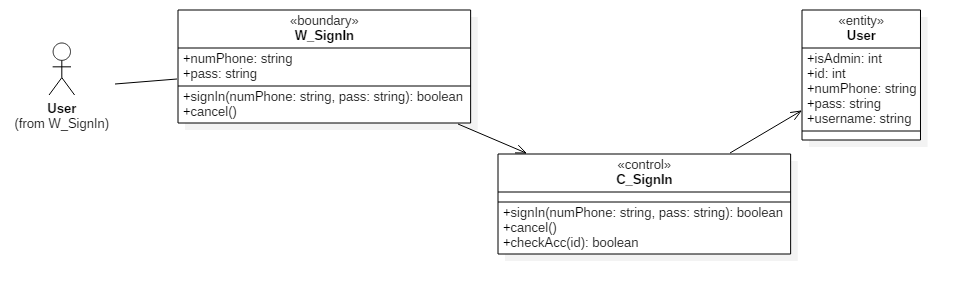 User
(from W_SignIn)
«boundary»
W_SignIn
+numPhone: string
+pass: string
+signIn(numPhone: string, pass: string): boolean
+cancel()
«control»
C_SignIn
+signIn(numPhone: string, pass: string): boolean
+cancel()
+checkAcc(id): boolean
«entity»
User
+isAdmin: int
+id: int
+numPhone: string
+pass: string
+username: string